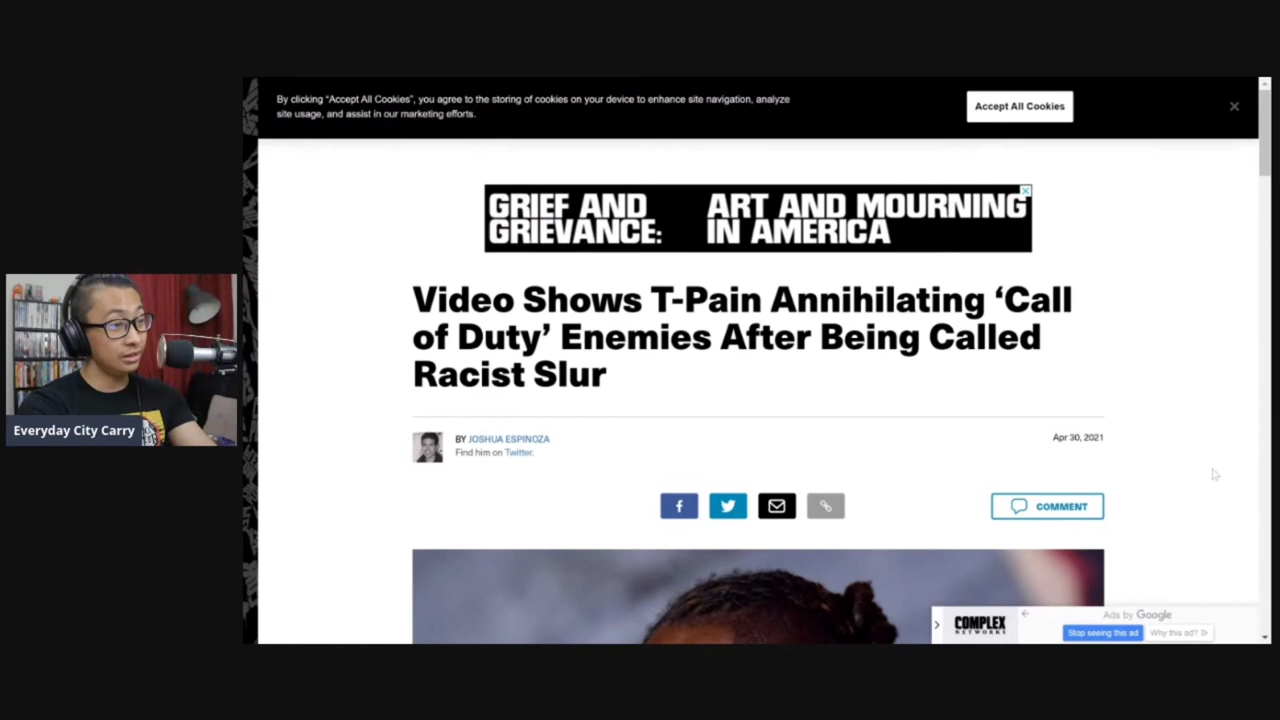 By clicking “Accept All Cookies”, you agree to the storing of cookies on your device to enhance site navigation, analyze
site usage, and assist in our marketing efforts.
Accept All Cookies
GRIEF AND
GRIEVANCE:
ART AND MOURNING
IN AMERICA
Video Shows T-Pain Annihilating ‘Call
of Duty’ Enemies After Being Called
Racist Slur
BY JOSHUA ESPINOZA
Find him on Twitter.
Apr 30, 2021
COMMENT
Everyday City Carry
COMPLEX
NETWORKS
Ads by Google
Stop seeing this ad
Why this ad?